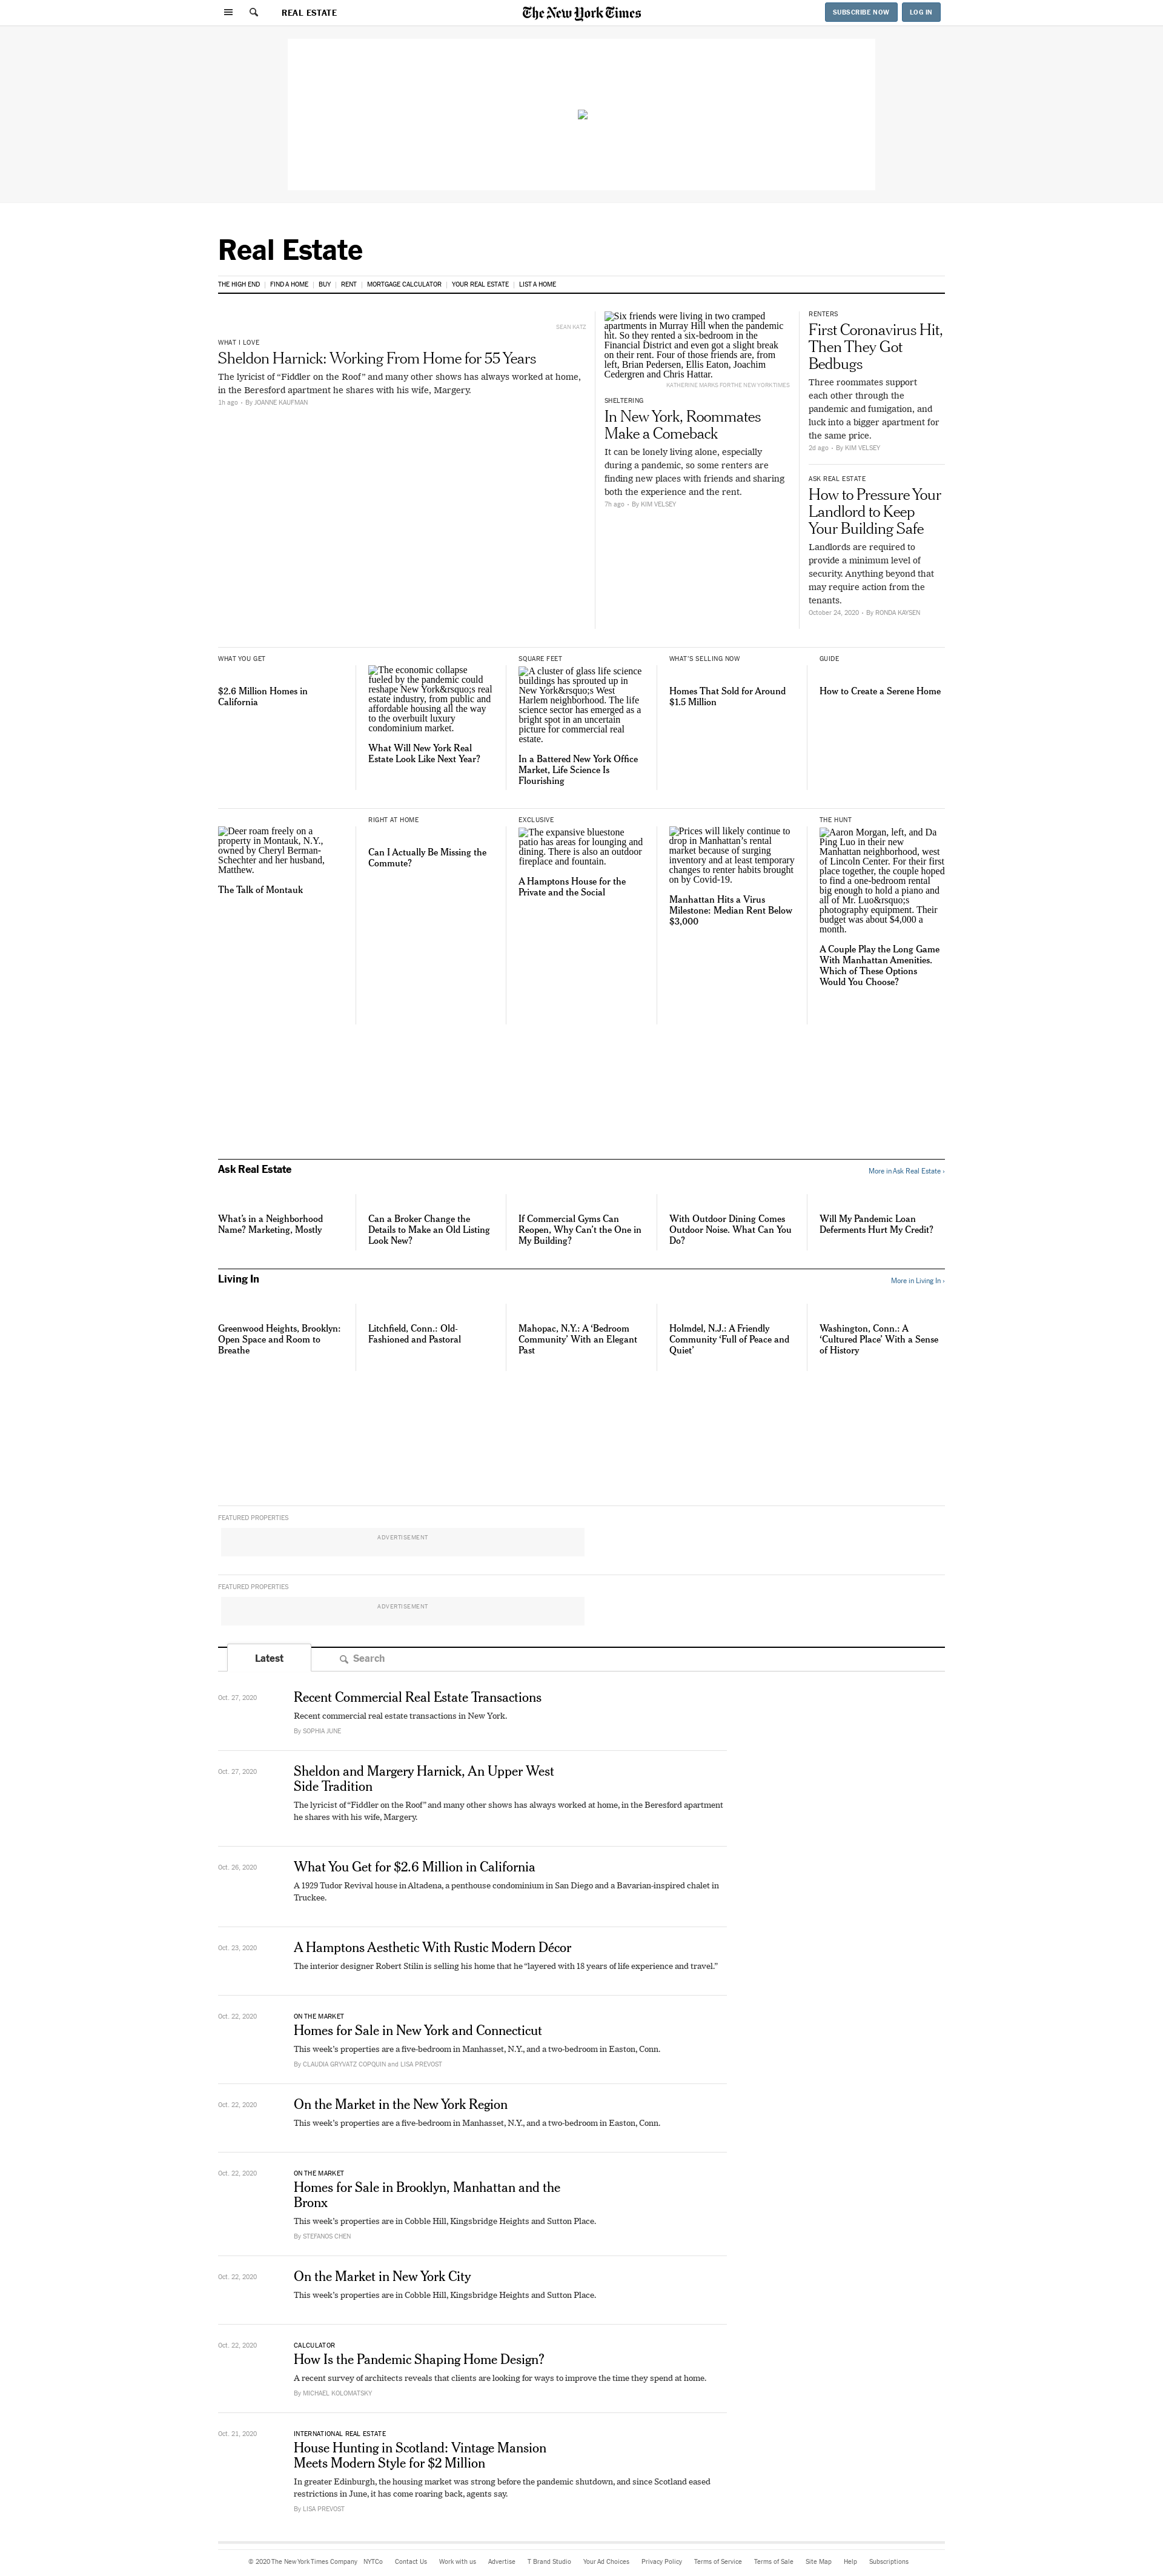 REAL ESTATE
The New York Times
SUBSCRIBE NOW
LOG IN
Real Estate
THE HIGH END | FIND A HOME | BUY | RENT | MORTGAGE CALCULATOR | YOUR REAL ESTATE | LIST A HOME
SEAN KATZ
WHAT I LOVE
Sheldon Harnick: Working From Home for 55 Years
The lyricist of “Fiddler on the Roof” and many other shows has always worked at home,
in the Beresford apartment he shares with his wife, Margery.
1h ago • By JOANNE KAUFMAN
Six friends were living in two cramped
apartments in Murray Hill when the pandemic
hit. So they rented a six-bedroom in the
Financial District and even got a slight break
on their rent. Four of those friends are, from
left, Brian Pedersen, Ellis Eaton, Joachim
Cedergren and Chris Hattar.
KATHERINE MARKS FOR THE NEW YORK TIMES
SHELTERING
In New York, Roommates
Make a Comeback
It can be lonely living alone, especially
during a pandemic, so some renters are
finding new places with friends and sharing
both the experience and the rent.
7h ago • By KIM VELSEY
RENTERS
First Coronavirus Hit,
Then They Got
Bedbugs
Three roommates support
each other through the
pandemic and fumigation, and
luck into a bigger apartment for
the same price.
2d ago • By KIM VELSEY
ASK REAL ESTATE
How to Pressure Your
Landlord to Keep
Your Building Safe
Landlords are required to
provide a minimum level of
security. Anything beyond that
may require action from the
tenants.
October 24, 2020 • By RONDA KAYSEN
WHAT YOU GET
$2.6 Million Homes in
California
The economic collapse
fueled by the pandemic could
reshape New York&rsquo;s real
estate industry, from public and
affordable housing all the way
to the overbuilt luxury
condominium market.
What Will New York Real
Estate Look Like Next Year?
SQUARE FEET
A cluster of glass life science
buildings has sprouted up in
New York&rsquo;s West
Harlem neighborhood. The life
science sector has emerged as a
bright spot in an uncertain
picture for commercial real
estate.
In a Battered New York Office
Market, Life Science Is
Flourishing
WHAT’S SELLING NOW
Homes That Sold for Around
$1.5 Million
GUIDE
How to Create a Serene Home
Deer roam freely on a
property in Montauk, N.Y.,
owned by Cheryl Berman-
Schechter and her husband,
Matthew.
The Talk of Montauk
RIGHT AT HOME
Can I Actually Be Missing the
Commute?
EXCLUSIVE
The expansive bluestone
patio has areas for lounging and
dining. There is also an outdoor
fireplace and fountain.
A Hamptons House for the
Private and the Social
Prices will likely continue to
drop in Manhattan’s rental
market because of surging
inventory and at least temporary
changes to renter habits brought
on by Covid-19.
Manhattan Hits a Virus
Milestone: Median Rent Below
$3,000
THE HUNT
Aaron Morgan, left, and Da
Ping Luo in their new
Manhattan neighborhood, west
of Lincoln Center. For their first
place together, the couple hoped
to find a one-bedroom rental
big enough to hold a piano and
all of Mr. Luo&rsquo;s
photography equipment. Their
budget was about $4,000 a
month.
A Couple Play the Long Game
With Manhattan Amenities.
Which of These Options
Would You Choose?
Ask Real Estate
More in Ask Real Estate ›
What’s in a Neighborhood
Name? Marketing, Mostly
Can a Broker Change the
Details to Make an Old Listing
Look New?
If Commercial Gyms Can
Reopen, Why Can’t the One in
My Building?
With Outdoor Dining Comes
Outdoor Noise. What Can You
Do?
Will My Pandemic Loan
Deferments Hurt My Credit?
Living In
More in Living In ›
Greenwood Heights, Brooklyn:
Open Space and Room to
Breathe
Litchfield, Conn.: Old-
Fashioned and Pastoral
Mahopac, N.Y.: A ‘Bedroom
Community’ With an Elegant
Past
Holmdel, N.J.: A Friendly
Community ‘Full of Peace and
Quiet’
Washington, Conn.: A
‘Cultured Place’ With a Sense
of History
FEATURED PROPERTIES
ADVERTISEMENT
FEATURED PROPERTIES
ADVERTISEMENT
Latest
Search
Oct. 27, 2020
Recent Commercial Real Estate Transactions
Recent commercial real estate transactions in New York.
By SOPHIA JUNE
Oct. 27, 2020
Sheldon and Margery Harnick, An Upper West
Side Tradition
The lyricist of “Fiddler on the Roof” and many other shows has always worked at home, in the Beresford apartment
he shares with his wife, Margery.
Oct. 26, 2020
What You Get for $2.6 Million in California
A 1929 Tudor Revival house in Altadena, a penthouse condominium in San Diego and a Bavarian-inspired chalet in
Truckee.
Oct. 23, 2020
A Hamptons Aesthetic With Rustic Modern Décor
The interior designer Robert Stilin is selling his home that he “layered with 18 years of life experience and travel.”
Oct. 22, 2020
ON THE MARKET
Homes for Sale in New York and Connecticut
This week’s properties are a five-bedroom in Manhasset, N.Y., and a two-bedroom in Easton, Conn.
By CLAUDIA GRYVATZ COPQUIN and LISA PREVOST
Oct. 22, 2020
On the Market in the New York Region
This week’s properties are a five-bedroom in Manhasset, N.Y., and a two-bedroom in Easton, Conn.
Oct. 22, 2020
ON THE MARKET
Homes for Sale in Brooklyn, Manhattan and the
Bronx
This week’s properties are in Cobble Hill, Kingsbridge Heights and Sutton Place.
By STEFANOS CHEN
Oct. 22, 2020
On the Market in New York City
This week’s properties are in Cobble Hill, Kingsbridge Heights and Sutton Place.
Oct. 22, 2020
CALCULATOR
How Is the Pandemic Shaping Home Design?
A recent survey of architects reveals that clients are looking for ways to improve the time they spend at home.
By MICHAEL KOLOMATSKY
Oct. 21, 2020
INTERNATIONAL REAL ESTATE
House Hunting in Scotland: Vintage Mansion
Meets Modern Style for $2 Million
In greater Edinburgh, the housing market was strong before the pandemic shutdown, and since Scotland eased
restrictions in June, it has come roaring back, agents say.
By LISA PREVOST
© 2020 The New York Times Company NYTCo Contact Us Work with us Advertise T Brand Studio Your Ad Choices Privacy Policy Terms of Service Terms of Sale Site Map Help Subscriptions